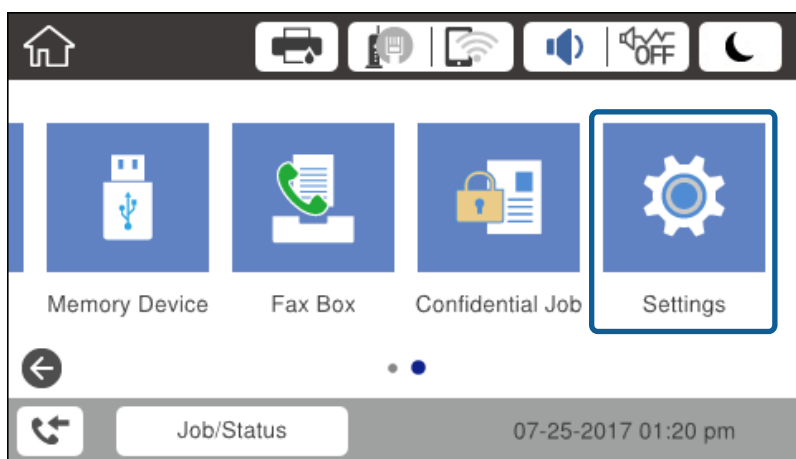 OFF
Memory Device
Fax Box
Confidential Job
Settings
Job/Status
07-25-2017 01:20 pm